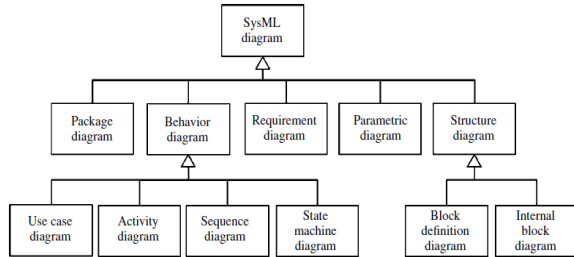 SysML
diagram
Package
diagram
Behavior
diagram
Requirement
diagram
Parametric
diagram
Structure
diagram
Use case
diagram
Activity
diagram
Sequence
diagram
State
machine
diagram
Block
definition
diagram
Internal
block
diagram